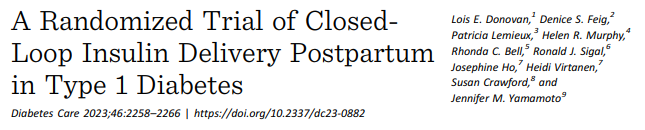 A Randomized Trial of Closed-
Loop Insulin Delivery Postpartum
in Type 1 Diabetes
Diabetes Care 2023;46:2258–2266 | https://doi.org/10.2337/dc23-0882
Lois E. Donovan,1 Denice S. Feig,2
Patricia Lemieux,3 Helen R. Murphy,4
Rhonda C. Bell,5 Ronald J. Sigal,6
Josephine Ho,7 Heidi Virtanen,7
Susan Crawford,8 and
Jennifer M. Yamamoto9